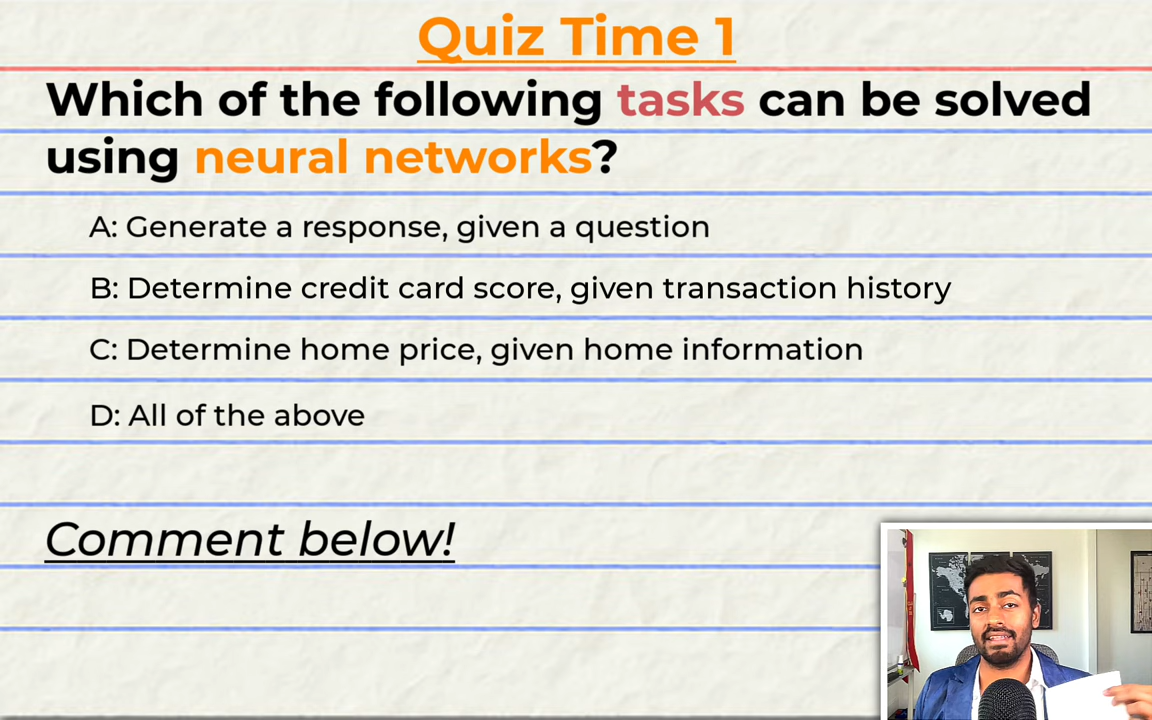 Quiz Time 1
Which of the following tasks can be solved
using neural networks?
A: Generate a response, given a question
B: Determine credit card score, given transaction history
C: Determine home price, given home information
D: All of the above
Comment below!